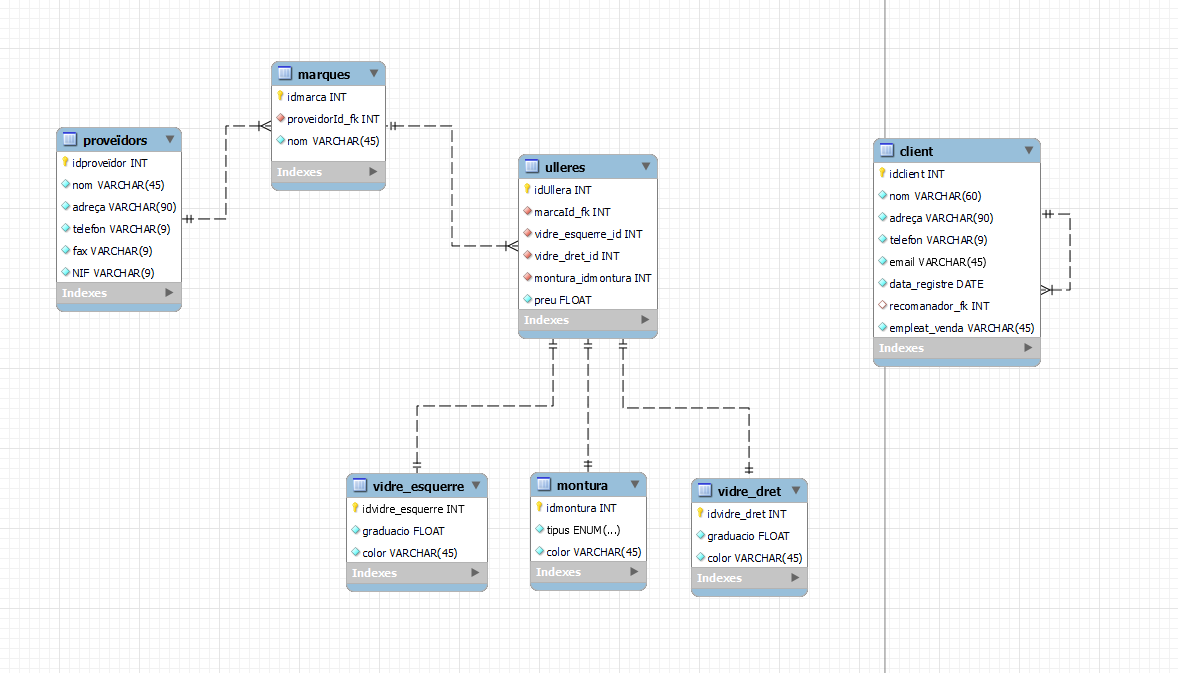 marques
idmarca INT
proveidorId_fk INT
nom VARCHAR(45)
Indexes
proveïdors
idproveïdor INT
nom VARCHAR(45)
adreça VARCHAR(90)
telefon VARCHAR(9)
fax VARCHAR(9)
NIF VARCHAR(9)
Indexes
ulleres
idUllera INT
marcaId_fk INT
vidre_esquerre_id INT
vidre_dret_id INT
montura_idmontura INT
preu FLOAT
Indexes
client
idclient INT
nom VARCHAR(60)
adreça VARCHAR(90)
telefon VARCHAR(9)
email VARCHAR(45)
data_registre DATE
recomanador_fk INT
empleat_venda VARCHAR(45)
Indexes
vidre_esquerre
idvidre_esquerre INT
graduacio FLOAT
color VARCHAR(45)
Indexes
montura
idmontura INT
tipus ENUM(...)
color VARCHAR(45)
Indexes
vidre_dret
idvidre_dret INT
graduacio FLOAT
color VARCHAR(45)
Indexes